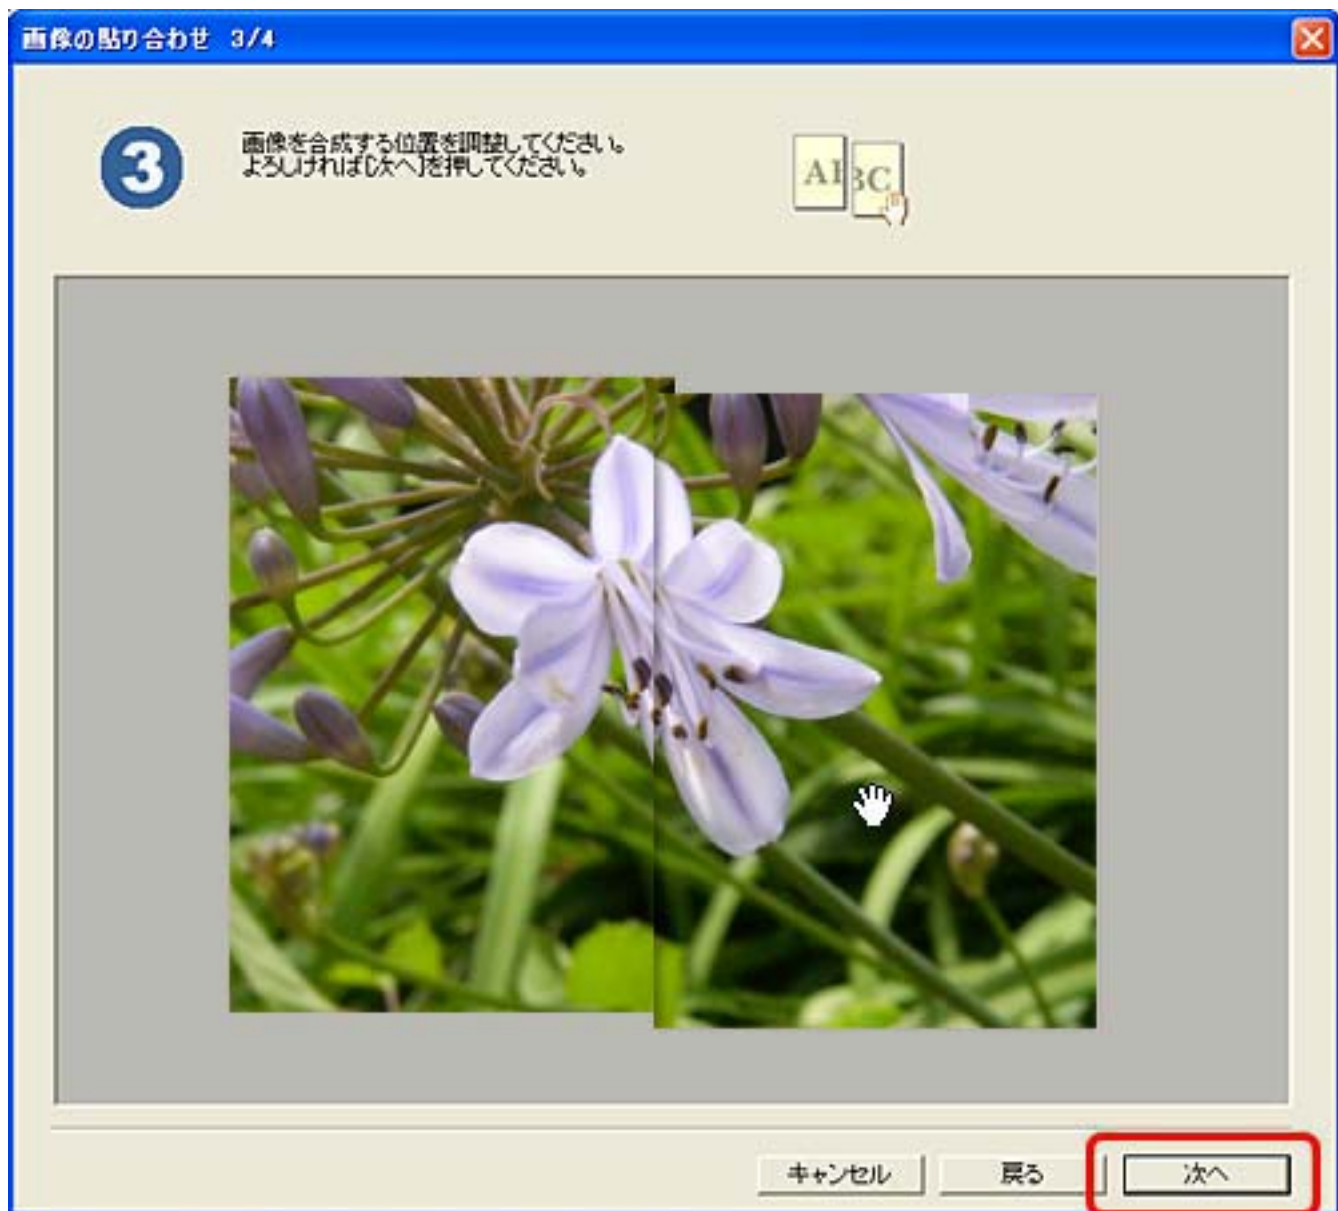 画像の貼り合わせ 3/4
3
画像を合成する位置を調整してください。
よろしければ[次へ]を押してください。
AB
BC
キャンセル
戻る
次へ